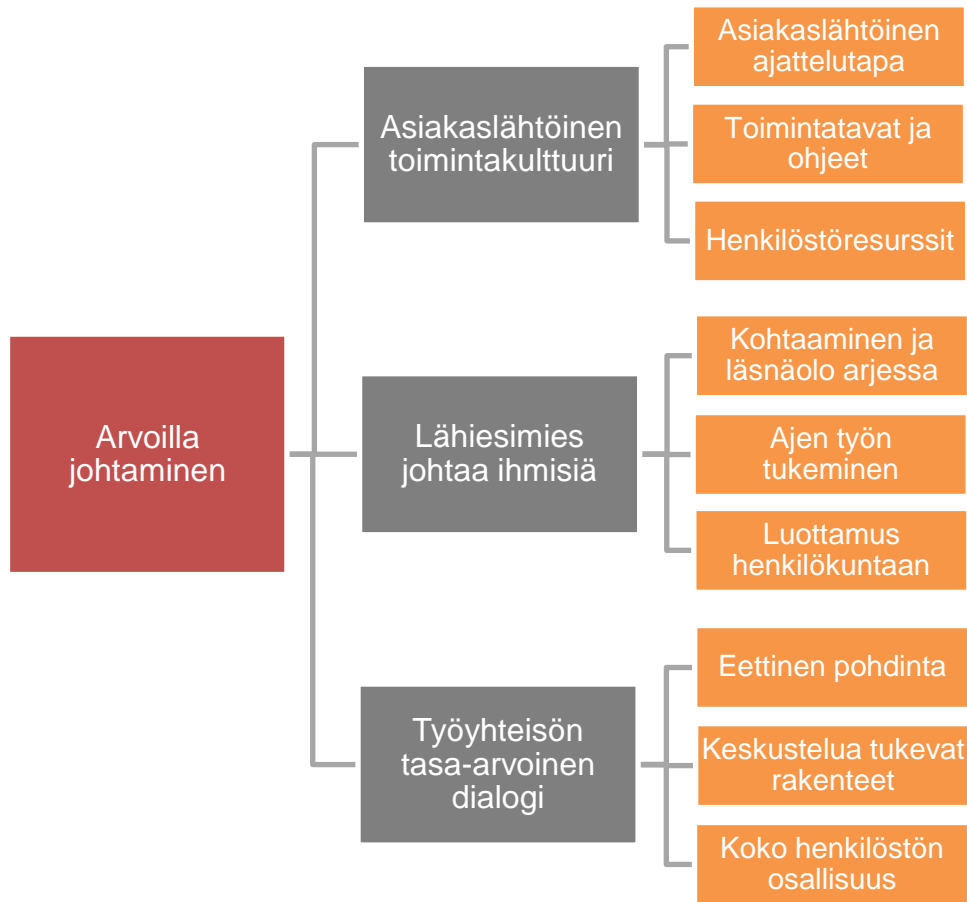 Arvoilla
johtaminen
Asiakaslähtöinen
toimintakulttuuri
Asiakaslähtöinen
ajattelutapa
Toimintatavat ja
ohjeet
Henkilöstöresurssit
Lähiesimies
johtaa ihmisiä
Kohtaaminen ja
läsnäolo arjessa
Ajen työn
tukeminen
Luottamus
henkilökuntaan
Työyhteisön
tasa-arvoinen
dialogi
Eettinen pohdinta
Keskustelua tukevat
rakenteet
Koko henkilöstön
osallisuus